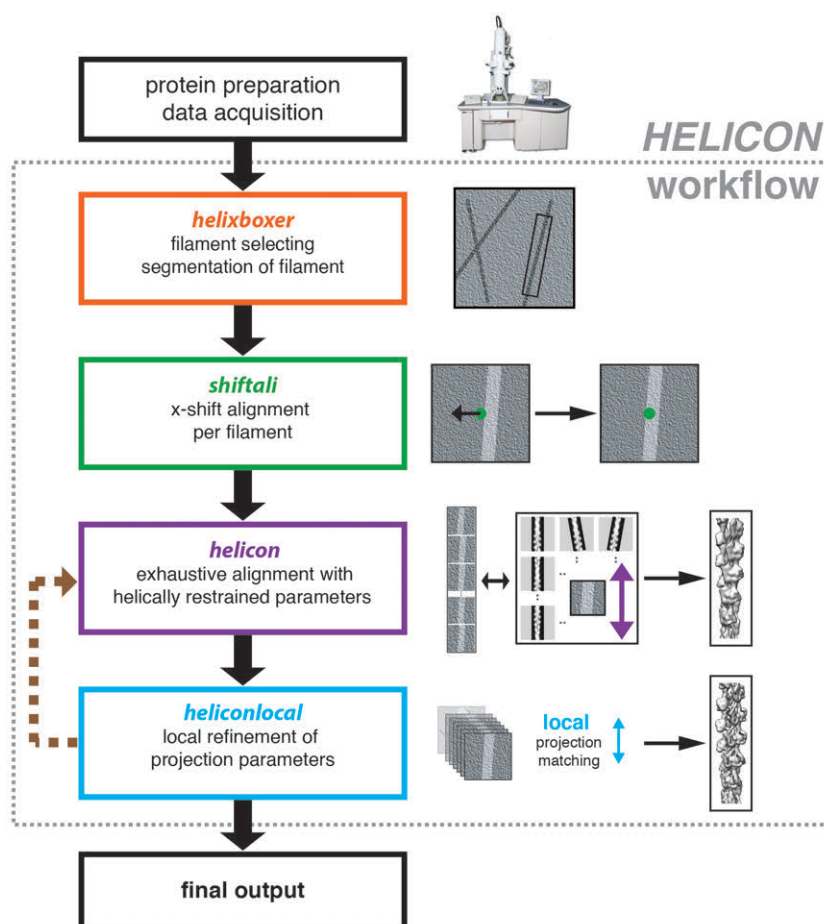 protein preparation
data acquisition
HELICON
workflow
helixboxer
filament selecting
segmentation of filament
shiftali
x-shift alignment
per filament
helicon
exhaustive alignment with
helically restrained parameters
heliconlocal
local refinement of
projection parameters
local
projection
matching
final output